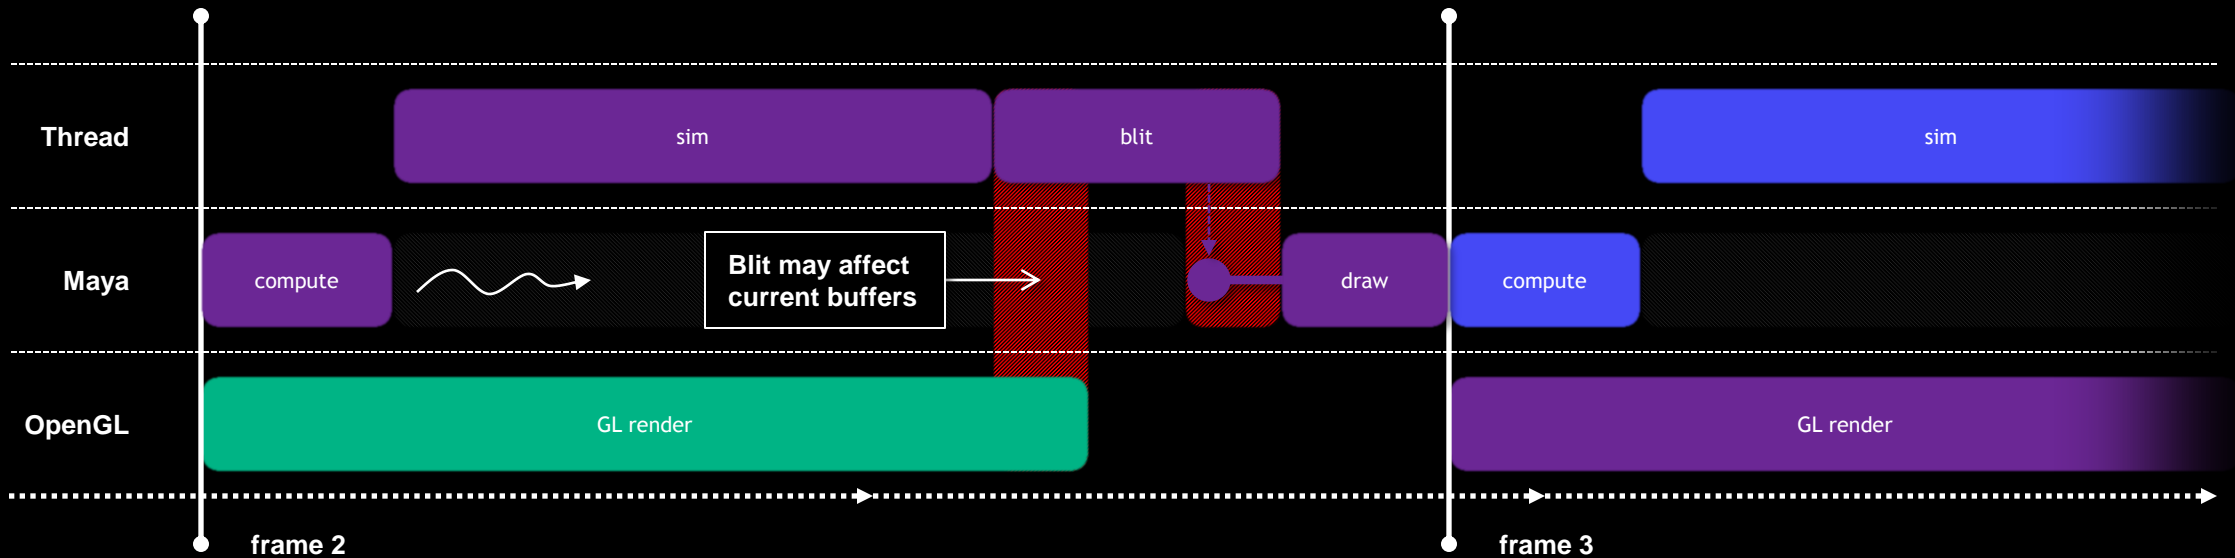 Thread
sim
blit
sim
Maya
compute
Blit may affect
current buffers
draw
compute
OpenGL
GL render
GL render
frame 2
frame 3